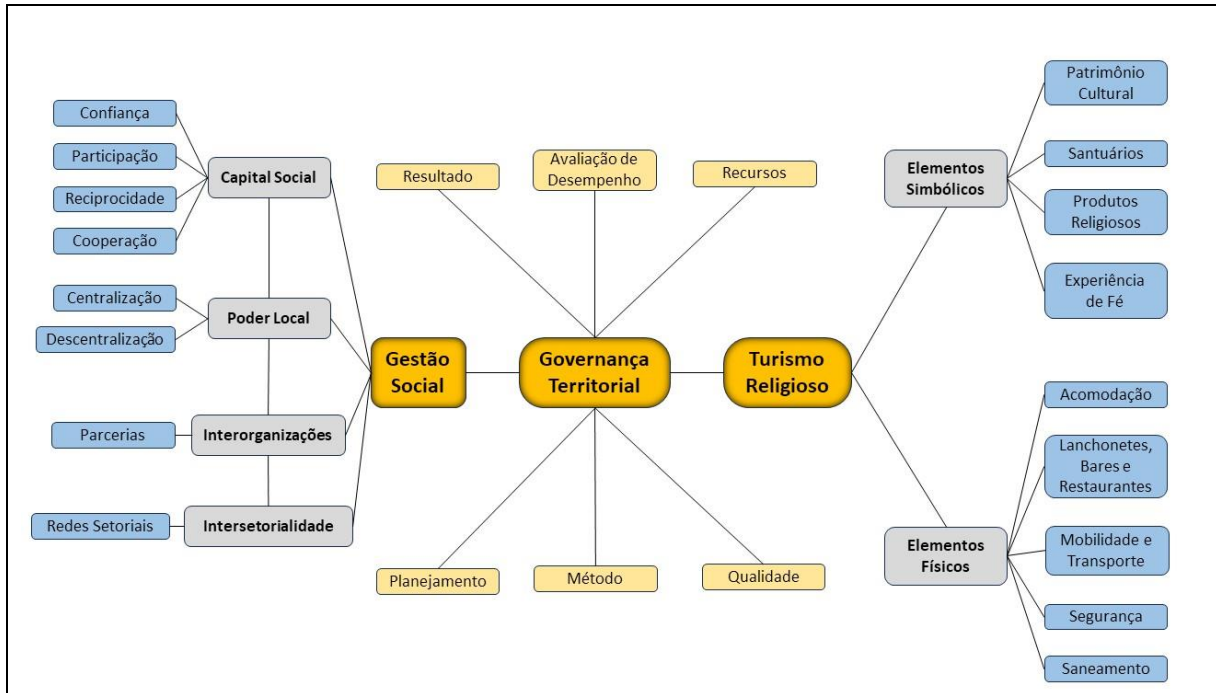 Confiança
Participação
Reciprocidade
Cooperação
Centralização
Descentralização
Parcerias
Redes Setoriais
Capital Social
Poder Local
Interorganizações
Intersetorialidade
Gestão
Social
Resultado
Avaliação de
Desempenho
Recursos
Governança
Territorial
Planejamento
Método
Qualidade
Turismo
Religioso
Elementos
Simbólicos
Elementos
Físicos
Patrimônio
Cultural
Santuários
Produtos
Religiosos
Experiência
de Fé
Acomodação
Lanchonetes,
Bares e
Restaurantes
Mobilidade e
Transporte
Segurança
Saneamento